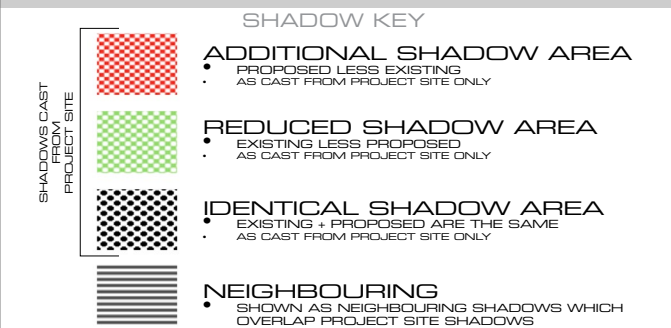 SHADOW KEY
SHADOWS CAST
FROM
PROJECT SITE
ADDITIONAL SHADOW AREA
• PROPOSED LESS EXISTING
• AS CAST FROM PROJECT SITE ONLY
REDUCED SHADOW AREA
• EXISTING LESS PROPOSED
• AS CAST FROM PROJECT SITE ONLY
IDENTICAL SHADOW AREA
• EXISTING + PROPOSED ARE THE SAME
• AS CAST FROM PROJECT SITE ONLY
NEIGHBOURING
• SHOWN AS NEIGHBOURING SHADOWS WHICH
OVERLAP PROJECT SITE SHADOWS